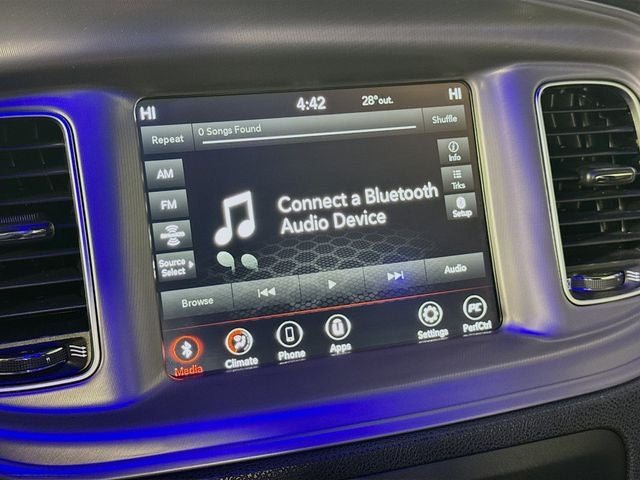 HI
4:42
28°out.
HI
Repeat
0 Songs Found
Shuffle
AM
FM
Source
Select
Connect a Bluetooth
Audio Device
Info
Trks
Setup
Browse
Audio
Media
Climate
Phone
Apps
Settings
Perf/Ctrl